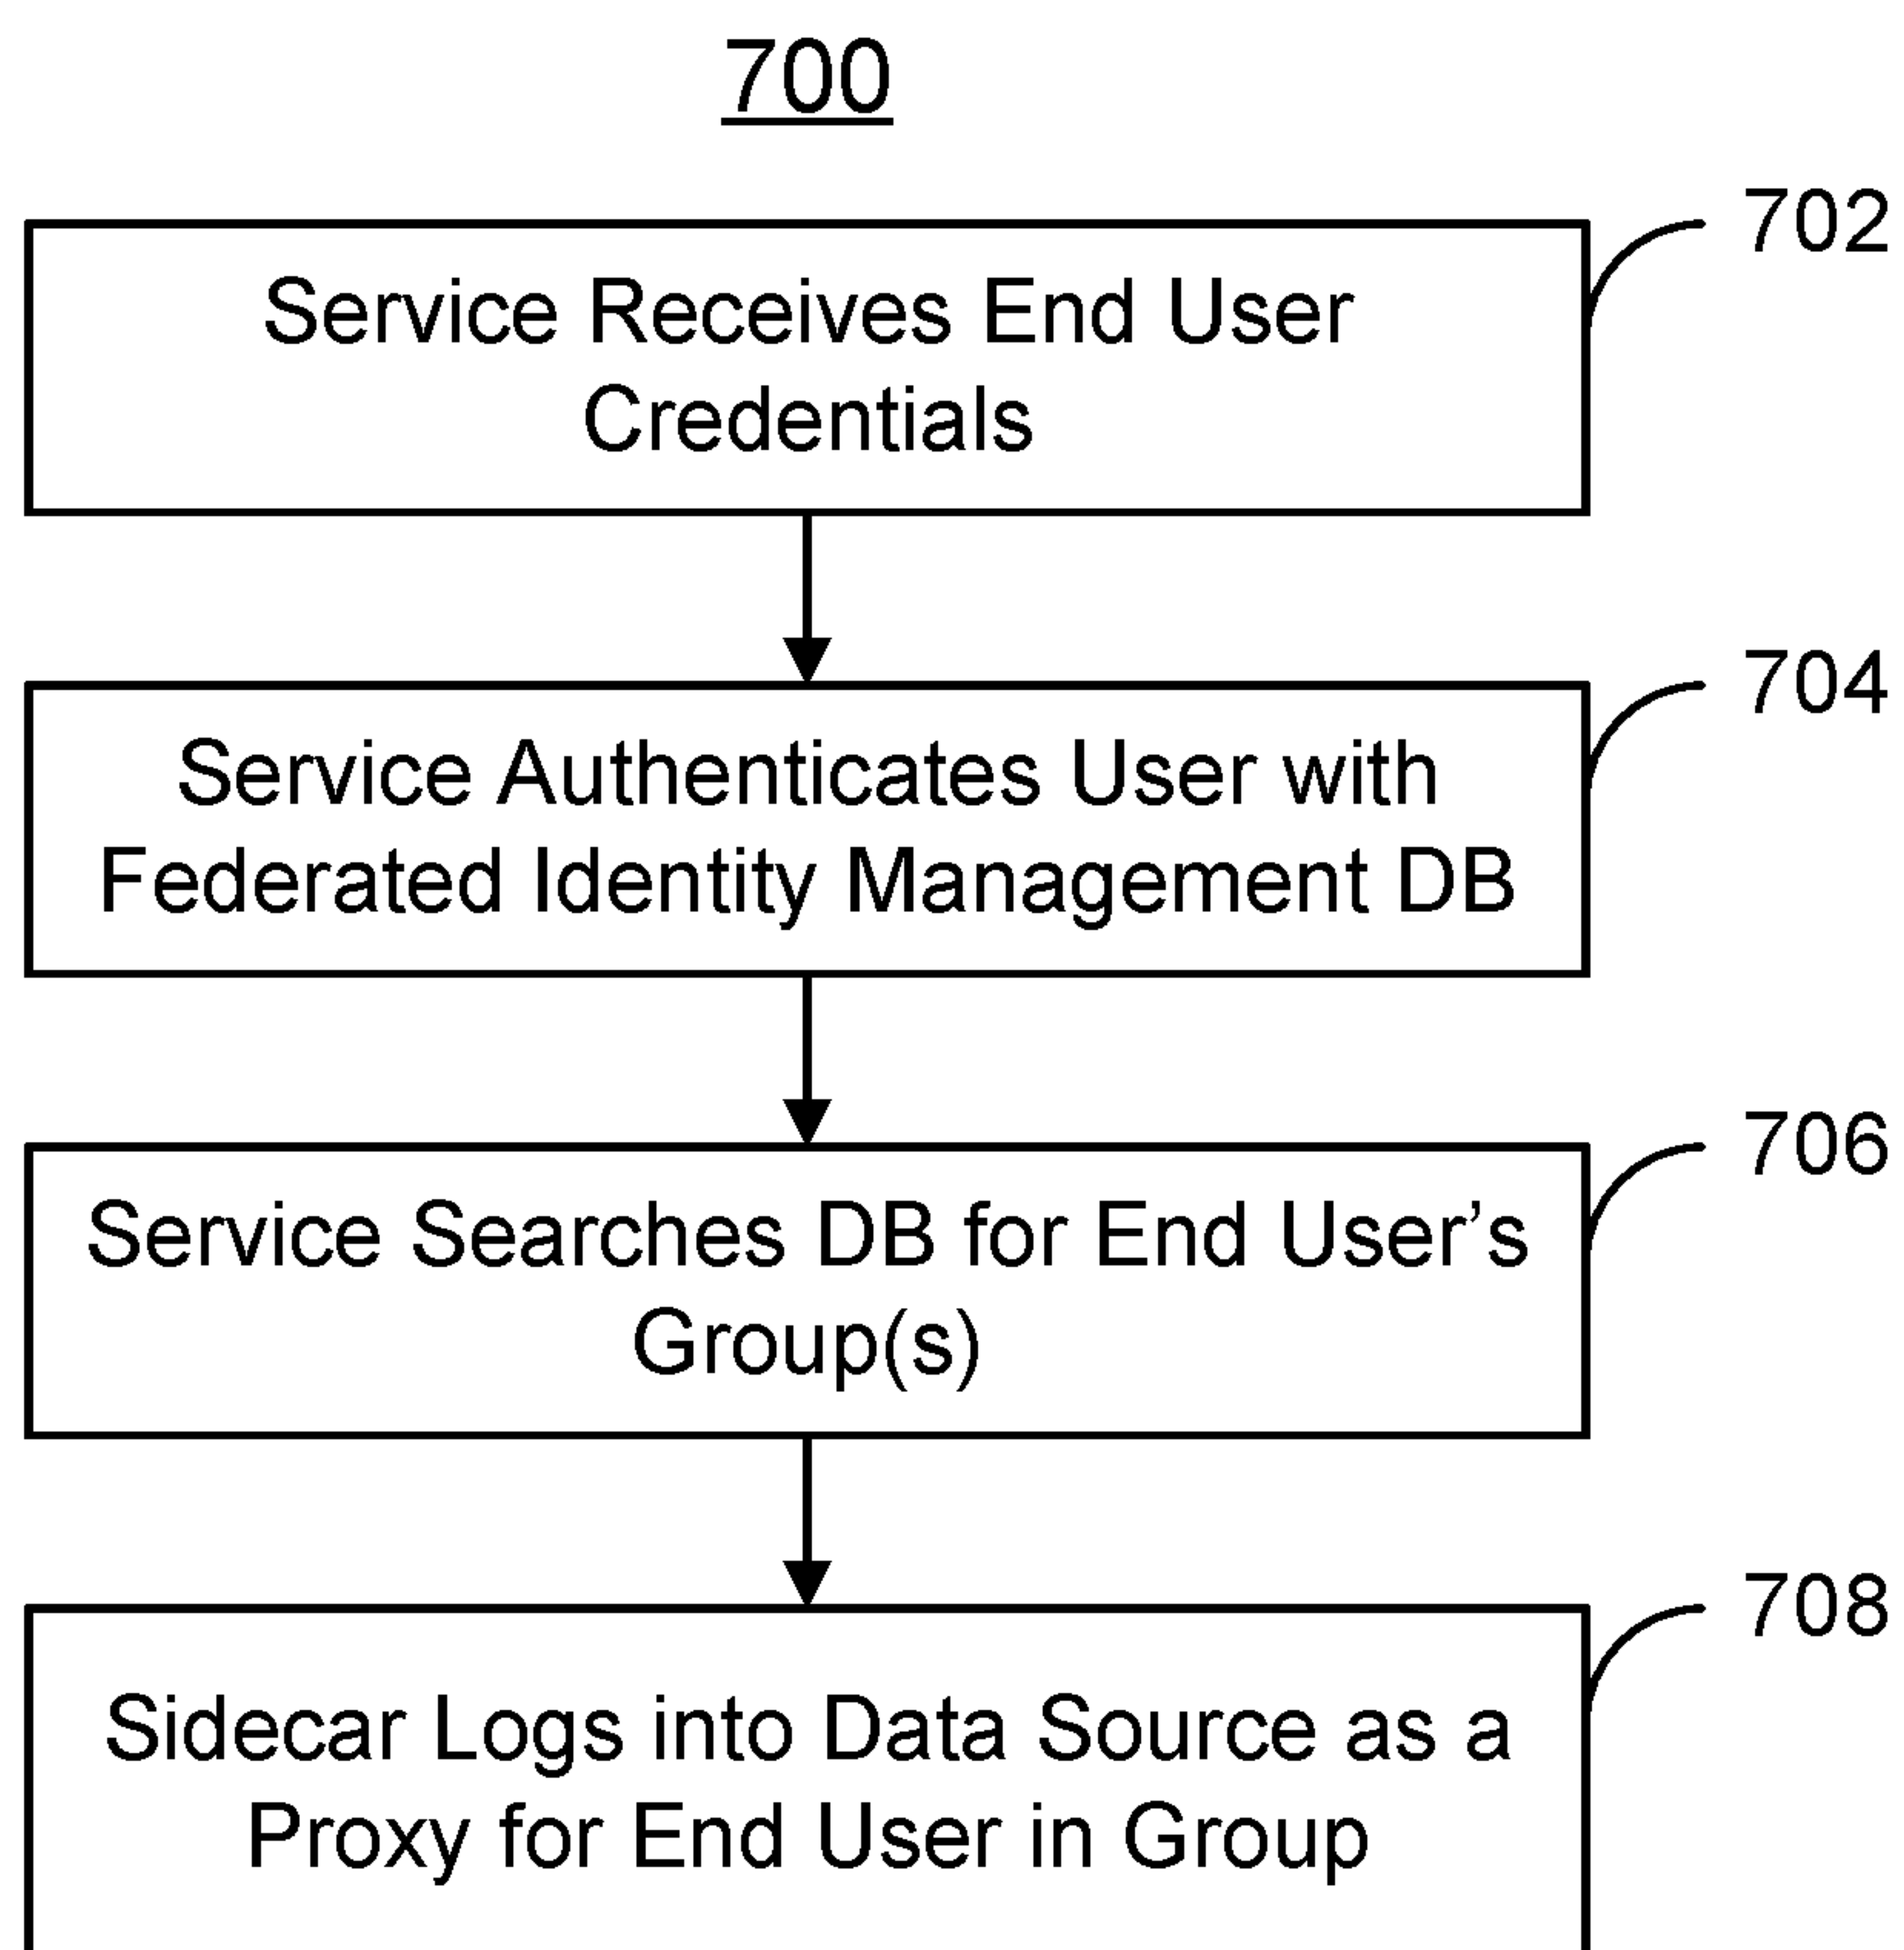 700
702
Service Receives End User
Credentials
704
Service Authenticates User with
Federated Identity Management DB
706
Service Searches DB for End User’s
Group(s)
708
Sidecar Logs into Data Source as a
Proxy for End User in Group